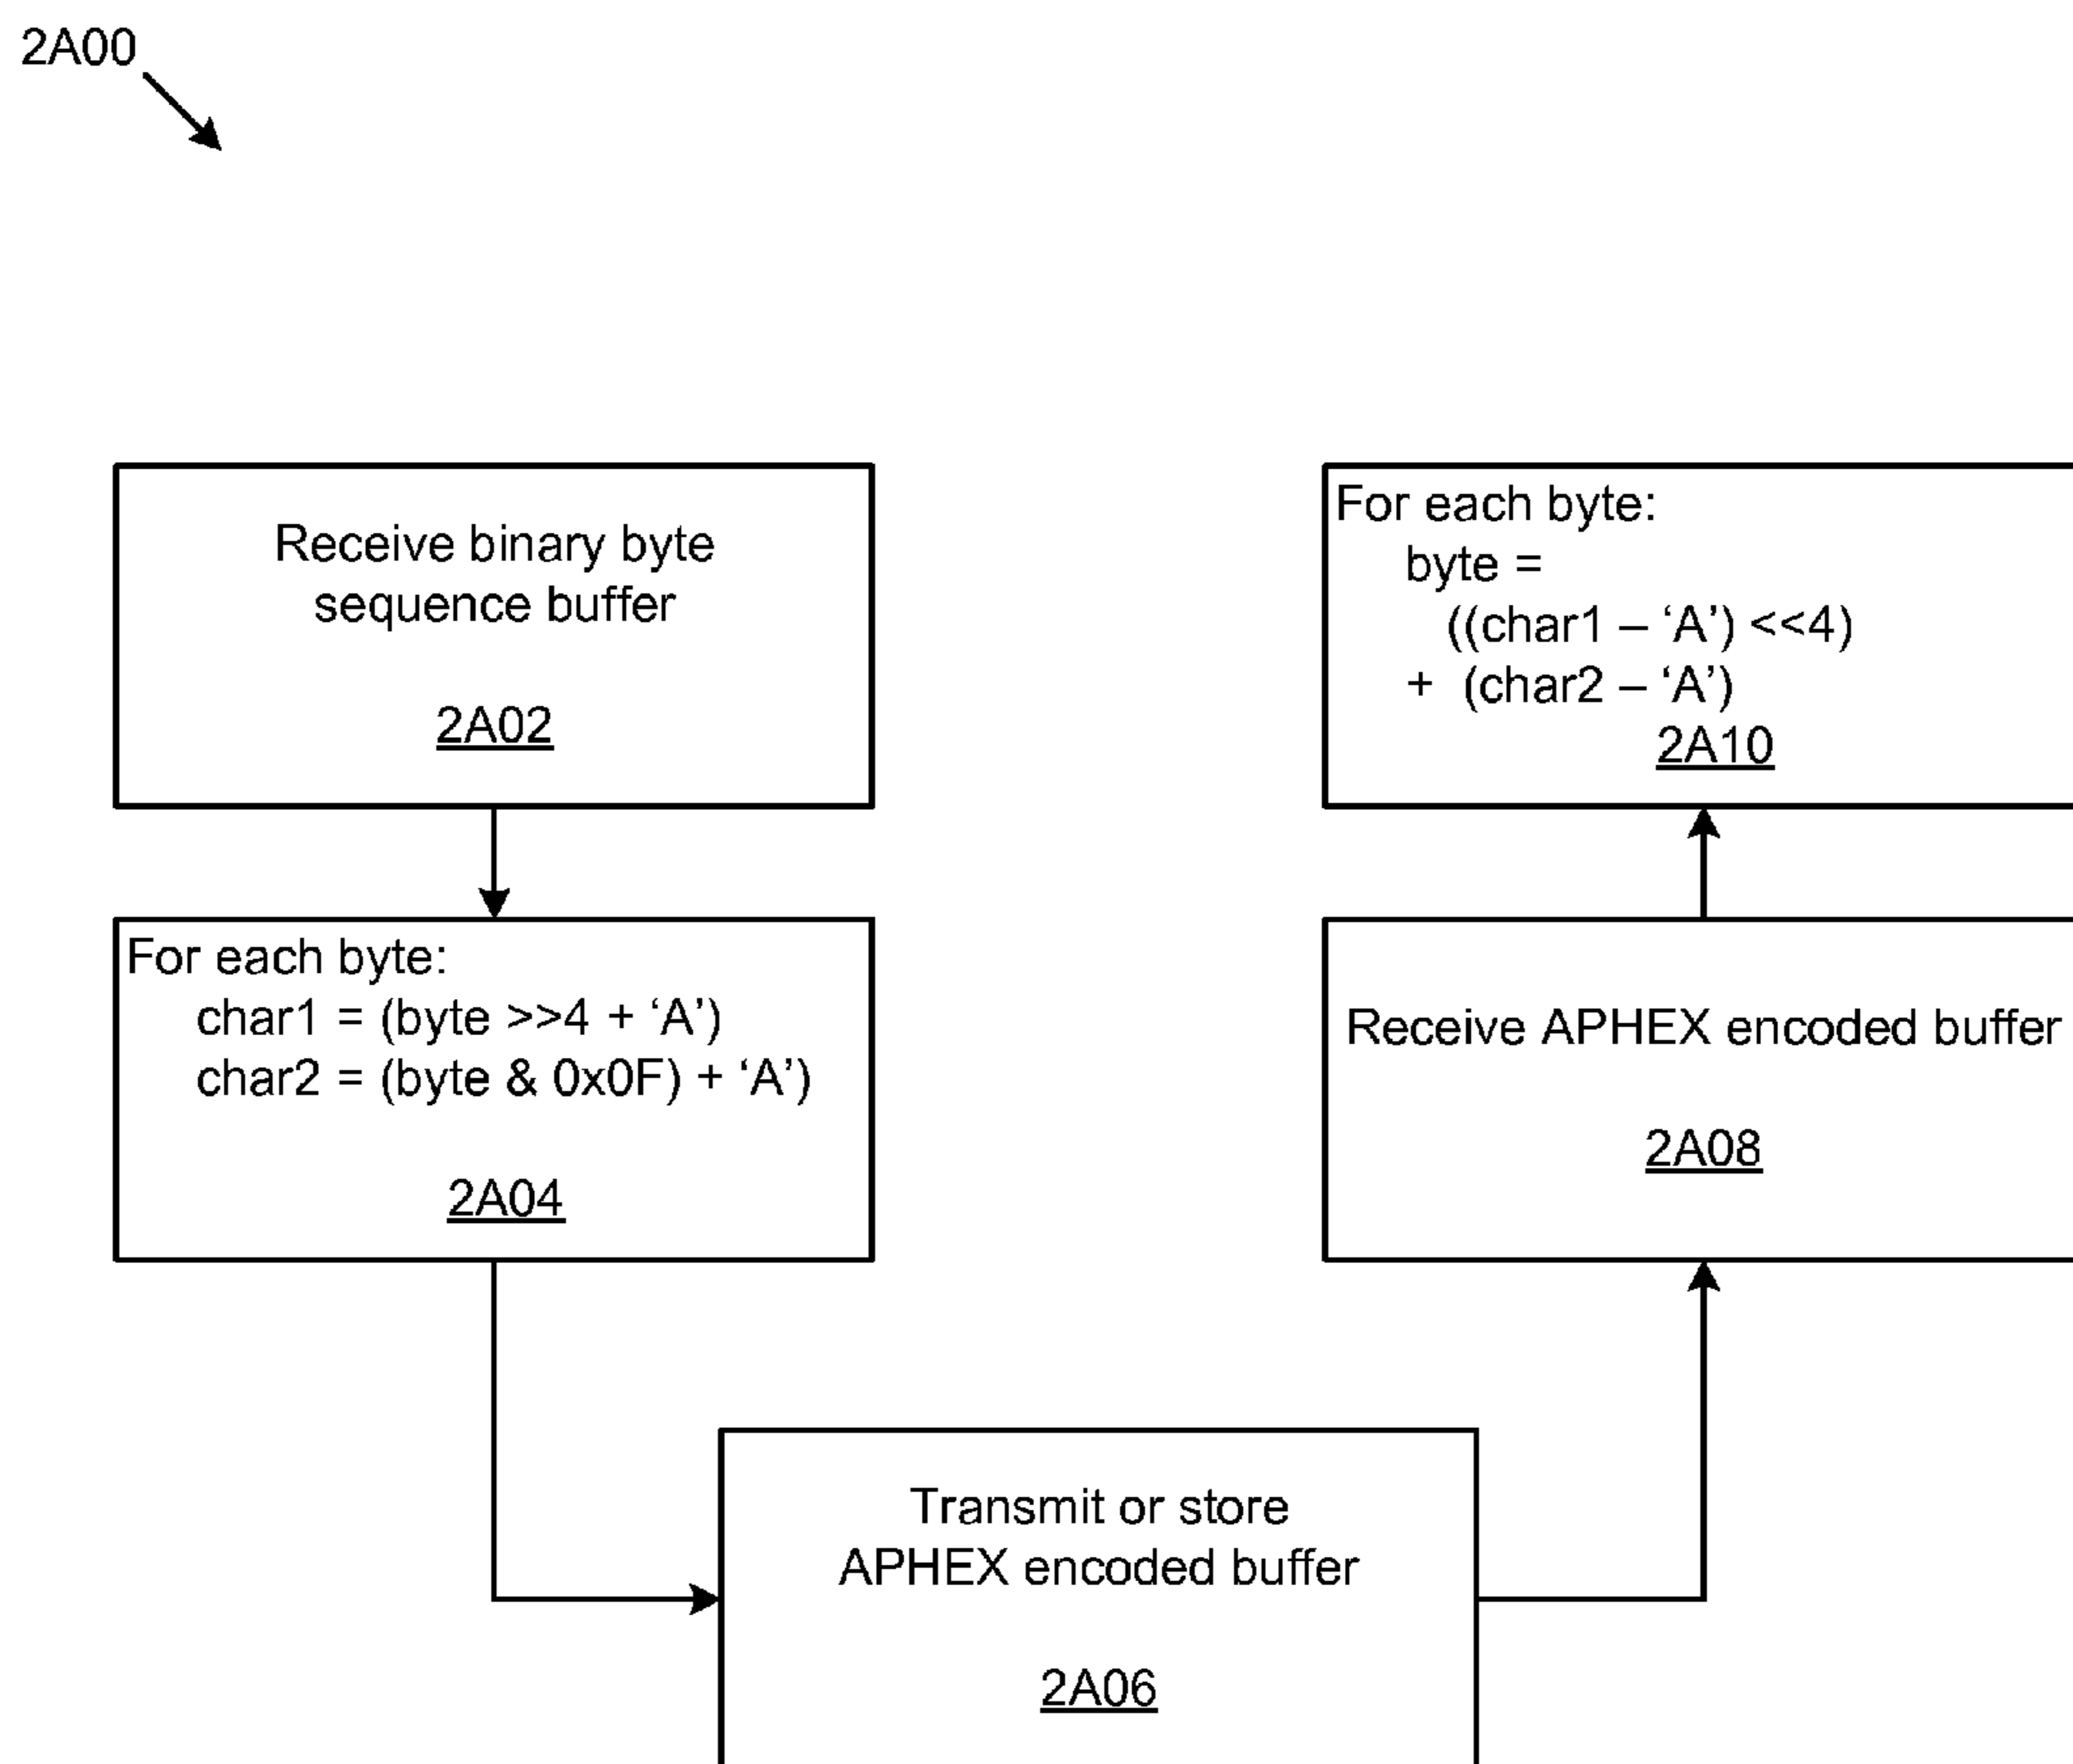 2A00
Receive binary byte
sequence buffer
2A02
For each byte:
char1 = (byte >>4 + ‘A’)
char2 = (byte & 0x0F) + ‘A’)
2A04
Transmit or store
APHEX encoded buffer
2A06
Receive APHEX encoded buffer
2A08
For each byte:
byte =
((char1 – ‘A’) <<4)
+ (char2 – ‘A’)
2A10